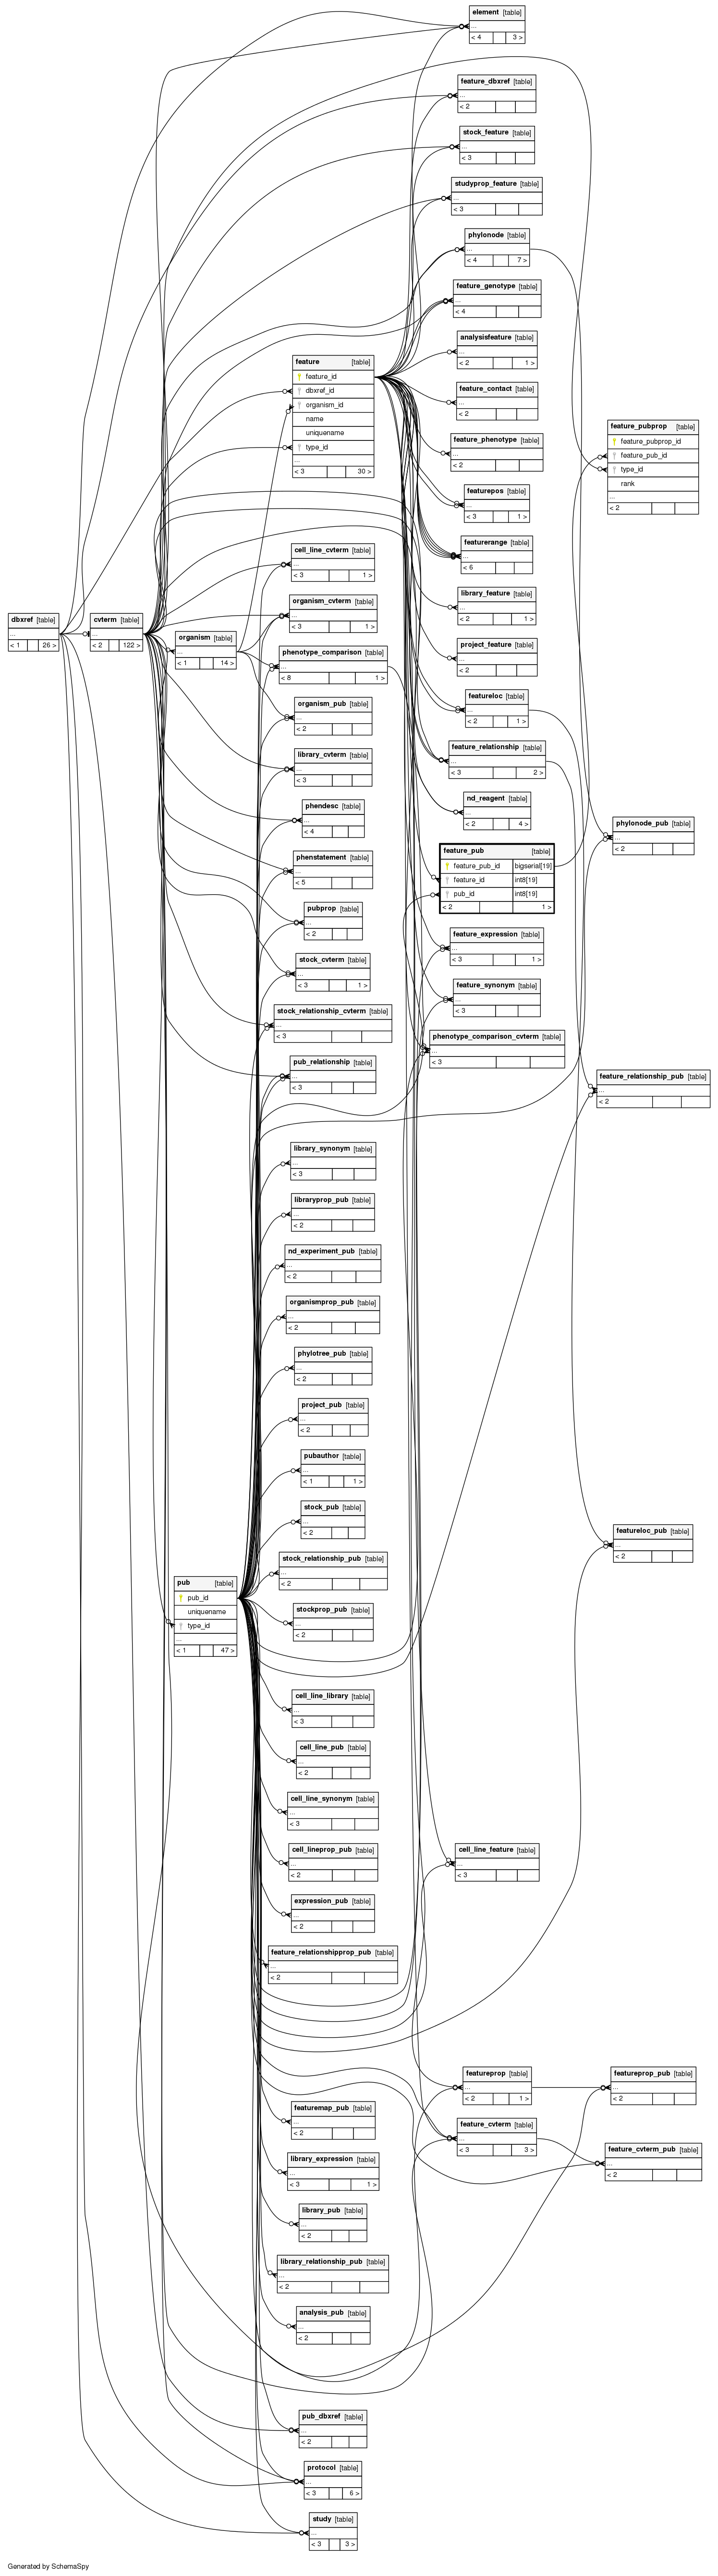 element [table]
...
< 4 3 >
feature_dbxref [table]
...
< 2
stock_feature [table]
...
< 3
studyprop_feature [table]
...
< 3
phylonode [table]
...
< 4 7 >
feature_genotype [table]
...
< 4
analysisfeature [table]
...
< 2 1 >
feature [table]
feature_id
dbxref_id
organism_id
name
uniquename
type_id
...
< 3 30 >
feature_contact [table]
...
< 2
feature_phenotype [table]
...
< 2
feature_pubprop [table]
feature_pubprop_id
feature_pub_id
type_id
rank
...
< 2
featurepos [table]
...
< 3 1 >
featurerange [table]
...
< 6
cell_line_cvterm [table]
...
< 3 1 >
library_feature [table]
...
< 2 1 >
organism_cvterm [table]
...
< 3 1 >
dbxref [table]
...
< 1 26 >
cvterm [table]
...
< 2 122 >
organism [table]
...
< 1 14 >
project_feature [table]
...
< 2
phenotype_comparison [table]
...
< 8 1 >
featureloc [table]
...
< 2 1 >
organism_pub [table]
...
< 2
feature_relationship [table]
...
< 3 2 >
library_cvterm [table]
...
< 3
nd_reagent [table]
...
< 2 4 >
phendesc [table]
...
< 4
phylonode_pub [table]
...
< 2
feature_pub [table]
feature_pub_id bigserial[19]
feature_id int8[19]
pub_id int8[19]
< 2 1 >
phenstatement [table]
...
< 5
pubprop [table]
...
< 2
feature_expression [table]
...
< 3 1 >
stock_cvterm [table]
...
< 3 1 >
feature_synonym [table]
...
< 3
stock_relationship_cvterm [table]
...
< 3
phenotype_comparison_cvterm [table]
...
< 3
pub_relationship [table]
...
< 3
feature_relationship_pub [table]
...
< 2
library_synonym [table]
...
< 3
libraryprop_pub [table]
...
< 2
nd_experiment_pub [table]
...
< 2
organismprop_pub [table]
...
< 2
phylotree_pub [table]
...
< 2
project_pub [table]
...
< 2
pubauthor [table]
...
< 1 1 >
stock_pub [table]
...
< 2
featureloc_pub [table]
...
< 2
stock_relationship_pub [table]
...
< 2
pub [table]
pub_id
uniquename
type_id
...
< 1 47 >
stockprop_pub [table]
...
< 2
cell_line_library [table]
...
< 3
cell_line_pub [table]
...
< 2
cell_line_synonym [table]
...
< 3
cell_lineprop_pub [table]
...
< 2
cell_line_feature [table]
...
< 3
expression_pub [table]
...
< 2
feature_relationshipprop_pub [table]
...
< 2
featureprop [table]
...
< 2 1 >
featureprop_pub [table]
...
< 2
featuremap_pub [table]
...
< 2
feature_cvterm [table]
...
< 3 3 >
feature_cvterm_pub [table]
...
< 2
library_expression [table]
...
< 3 1 >
library_pub [table]
...
< 2
library_relationship_pub [table]
...
< 2
analysis_pub [table]
...
< 2
pub_dbxref [table]
...
< 2
protocol [table]
...
< 3 6 >
study [table]
...
< 3 3 >
Generated by SchemaSpy